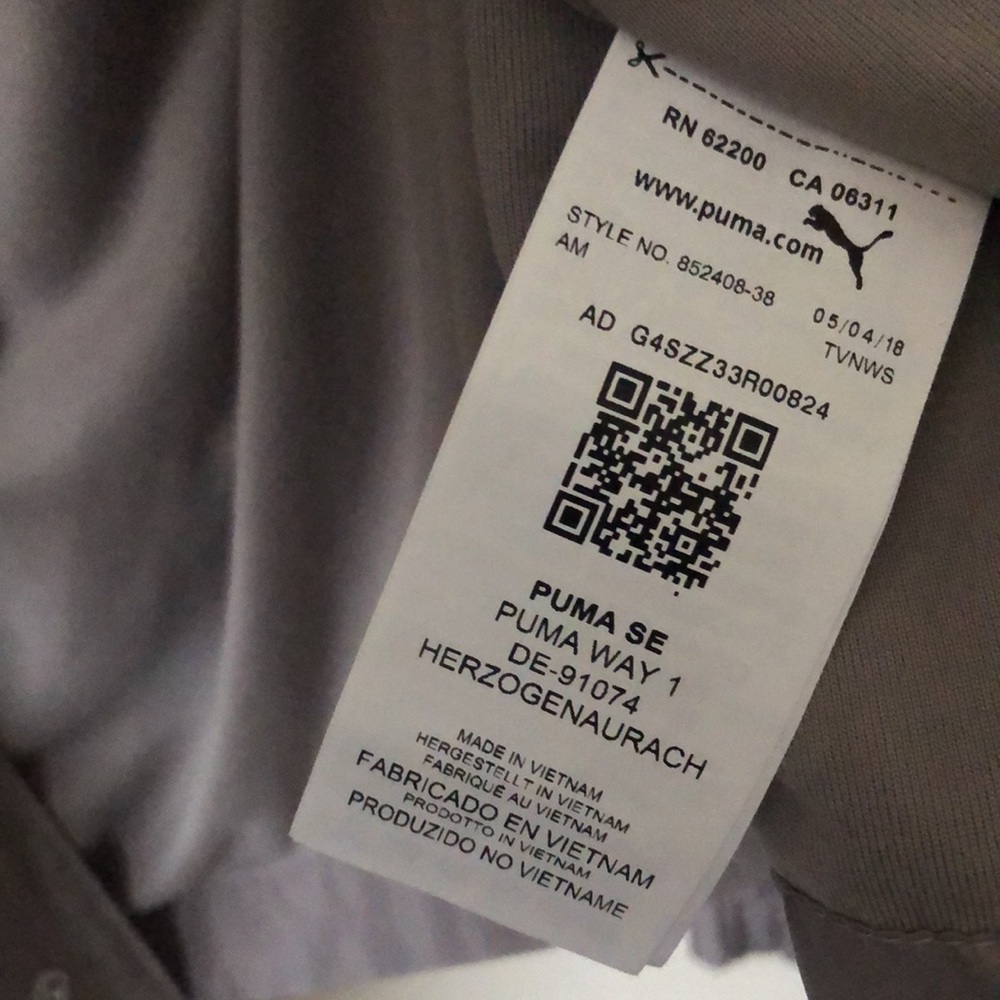 RN 62200 CA 06311
www.puma.com
STYLE NO. 852408-38 05/04/18
AM TVNWS
AD G4SZZ33R00824
PUMA SE
PUMA WAY 1
DE-91074
HERZOGENAURACH
MADE IN VIETNAM
HERGESTELLT IN VIETNAM
FABRIQUÉ AU VIETNAM
FABRICADO EN VIETNAM
PRODOTTO IN VIETNAM
PRODUZIDO NO VIETNAME